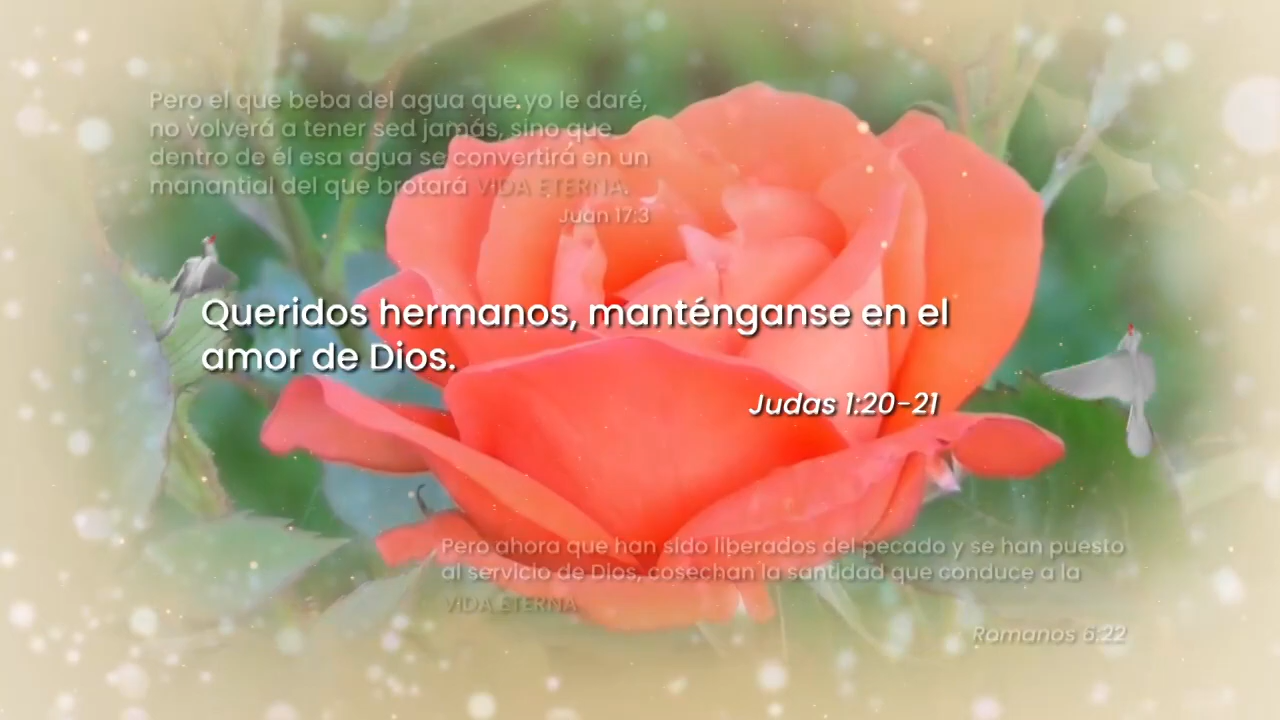 Pero el que beba del agua que yo le daré,
no volverá a tener sed jamás, sino que
dentro de él esa agua se convertirá en un
manantial del que brotará VIDA ETERNA.
Juan 17:3
Queridos hermanos, manténganse en el
amor de Dios.
Judas 1:20-21
Pero ahora que han sido liberados del pecado y se han puesto
al servicio de Dios, cosechan la santidad que conduce a la
VIDA ETERNA
Romanos 6:22